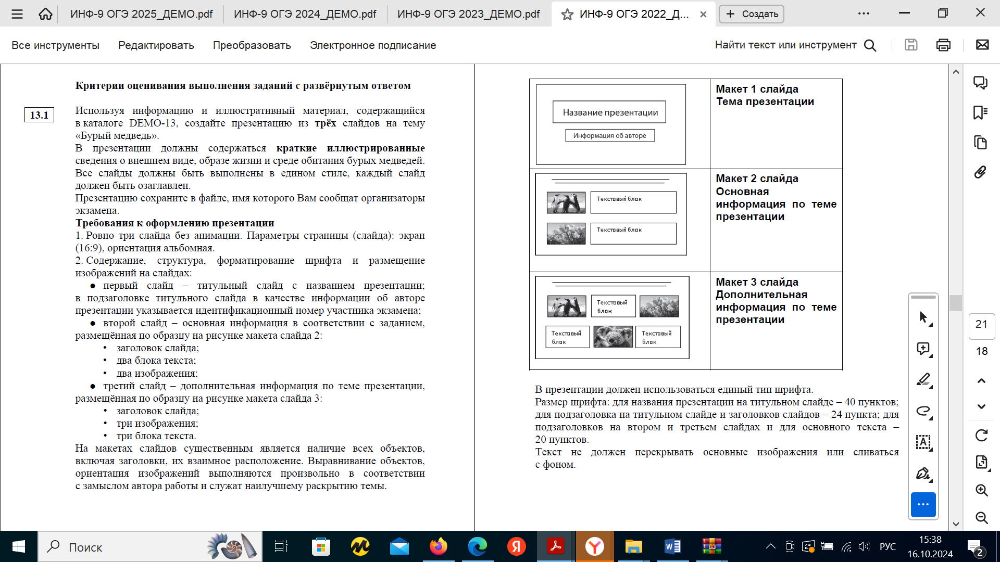 ИНФ-9 ОГЭ 2025_ДЕМО.pdf
ИНФ-9 ОГЭ 2024_ДЕМО.pdf
ИНФ-9 ОГЭ 2023_ДЕМО.pdf
ИНФ-9 ОГЭ 2022_Д...
Создать
Все инструменты
Редактировать
Преобразовать
Электронное подписание
Найти текст или инструмент
Критерии оценивания выполнения заданий с развёрнутым ответом
13.1
Используя информацию и иллюстративный материал, содержащийся
в каталоге DEMO-13, создайте презентацию из трёх слайдов на тему
«Бурый медведь».
В презентации должны содержаться краткие иллюстрированные
сведения о внешнем виде, образе жизни и среде обитания бурых медведей.
Все слайды должны быть выполнены в едином стиле, каждый слайд
должен быть озаглавлен.
Презентацию сохраните в файле, имя которого Вам сообщат организаторы
экзамена.
Требования к оформлению презентации
1. Ровно три слайда без анимации. Параметры страницы (слайда): экран
(16:9), ориентация альбомная.
2. Содержание, структура, форматирование шрифта и размещение
изображений на слайдах:
● первый слайд – титульный слайд с названием презентации;
в подзаголовке титульного слайда в качестве информации об авторе
презентации указывается идентификационный номер участника экзамена;
● второй слайд – основная информация в соответствии с заданием,
размещённая по образцу на рисунке макета слайда 2:
• заголовок слайда;
• два блока текста;
• два изображения;
● третий слайд – дополнительная информация по теме презентации,
размещённая по образцу на рисунке макета слайда 3:
• заголовок слайда;
• три изображения;
• три блока текста.
На макетах слайдов существенным является наличие всех объектов,
включая заголовки, их взаимное расположение. Выравнивание объектов,
ориентация изображений выполняются произвольно в соответствии
с замыслом автора работы и служат наилучшему раскрытию темы.
Название презентации
Информация об авторе
Макет 1 слайда
Тема презентации
Текстовый блок
Текстовый блок
Макет 2 слайда
Основная
информация по теме
презентации
Текстовый
блок
Текстовый
блок
Текстовый
блок
Макет 3 слайда
Дополнительная
информация по теме
презентации
В презентации должен использоваться единый тип шрифта.
Размер шрифта: для названия презентации на титульном слайде – 40 пунктов;
для подзаголовка на титульном слайде и заголовков слайдов – 24 пункта; для
подзаголовков на втором и третьем слайдах и для основного текста –
20 пунктов.
Текст не должен перекрывать основные изображения или сливаться
с фоном.
21
18
Поиск
РУС
15:38
16.10.2024
2